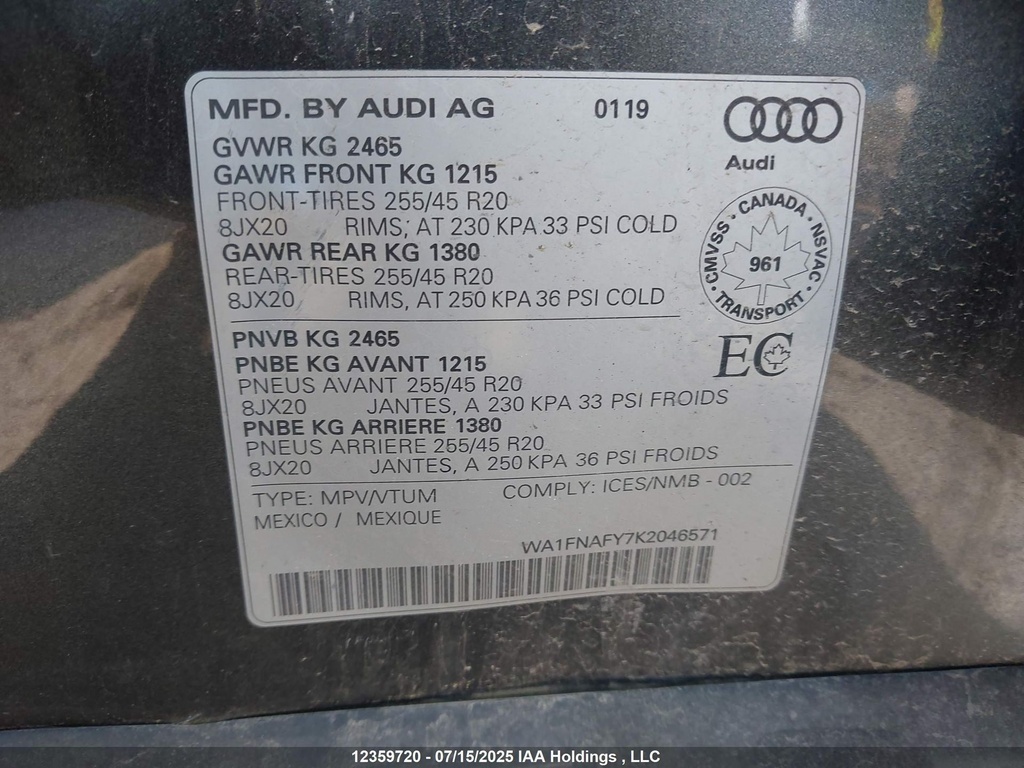 MFD. BY AUDI AG 0119
Audi
GVWR KG 2465
GAWR FRONT KG 1215
FRONT-TIRES 255/45 R20
8JX20 RIMS, AT 230 KPA 33 PSI COLD
GAWR REAR KG 1380
REAR-TIRES 255/45 R20
8JX20 RIMS, AT 250 KPA 36 PSI COLD
CANADA · NSVAC · TRANSPORT · CMVSS ·
961
EC
PNVB KG 2465
PNBE KG AVANT 1215
PNEUS AVANT 255/45 R20
8JX20 JANTES, A 230 KPA 33 PSI FROIDS
PNBE KG ARRIERE 1380
PNEUS ARRIERE 255/45 R20
8JX20 JANTES, A 250 KPA 36 PSI FROIDS
TYPE: MPV/VTUM COMPLY: ICES/NMB - 002
MEXICO / MEXIQUE
WA1FNAFY7K2046571
12359720 - 07/15/2025 IAA Holdings , LLC